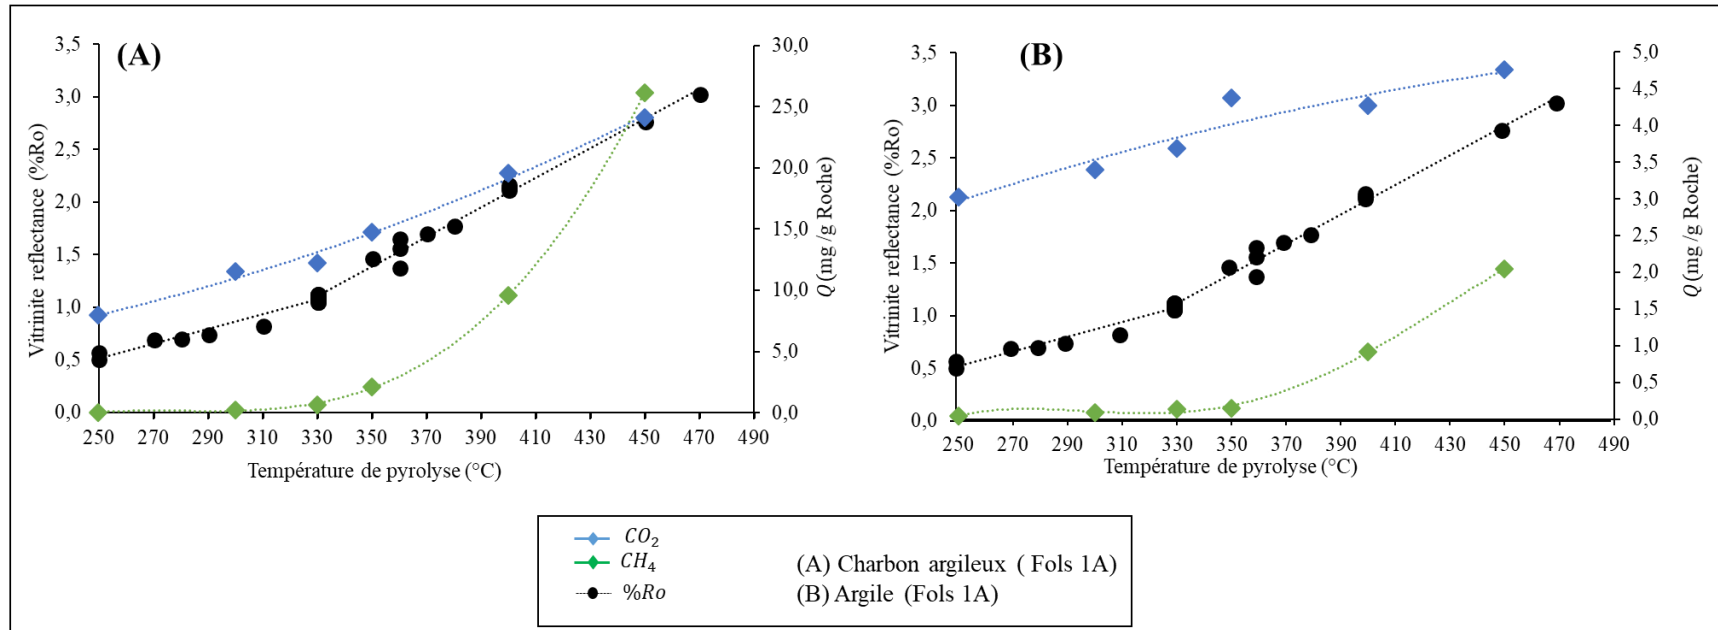 (A)
3,5
3,0
2,5
2,0
1,5
1,0
0,5
0,0
Vitrinite reflectance (%Ro)
30,0
25,0
20,0
15,0
10,0
5,0
0,0
Q (mg /g Roche)
250 270 290 310 330 350 370 390 410 430 450 470 490
Température de pyrolyse (°C)
(B)
3,5
3,0
2,5
2,0
1,5
1,0
0,5
0,0
Vitrinite reflectance (%Ro)
5,0
4,5
4,0
3,5
3,0
2,5
2,0
1,5
1,0
0,5
0,0
Q (mg /g Roche)
250 270 290 310 330 350 370 390 410 430 450 470 490
Température de pyrolyse (°C)
CO₂
CH₄
%Ro
(A) Charbon argileux ( Fols 1A)
(B) Argile (Fols 1A)